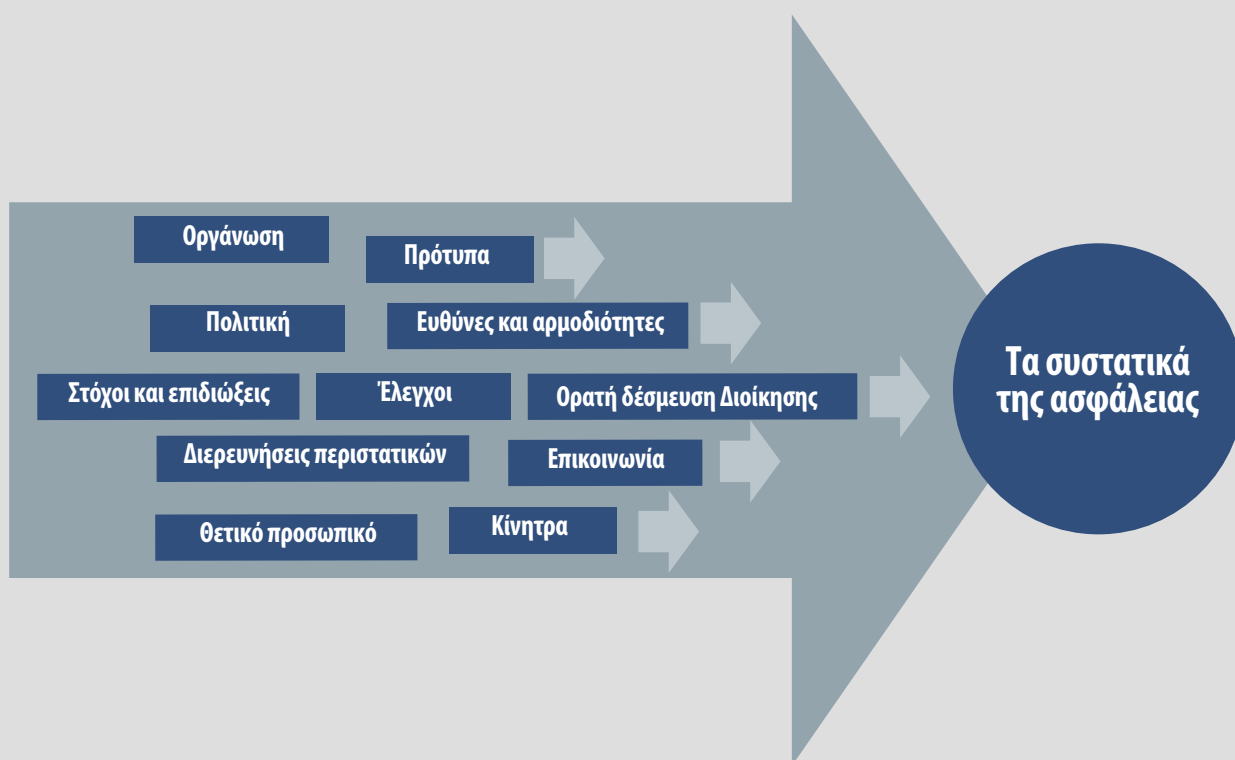 Οργάνωση
Πρότυπα
Πολιτική
Ευθύνες και αρμοδιότητες
Στόχοι και επιδιώξεις
Έλεγχοι
Ορατή δέσμευση Διοίκησης
Διερευνήσεις περιστατικών
Επικοινωνία
Θετικό προσωπικό
Κίνητρα
Τα συστατικά
της ασφάλειας